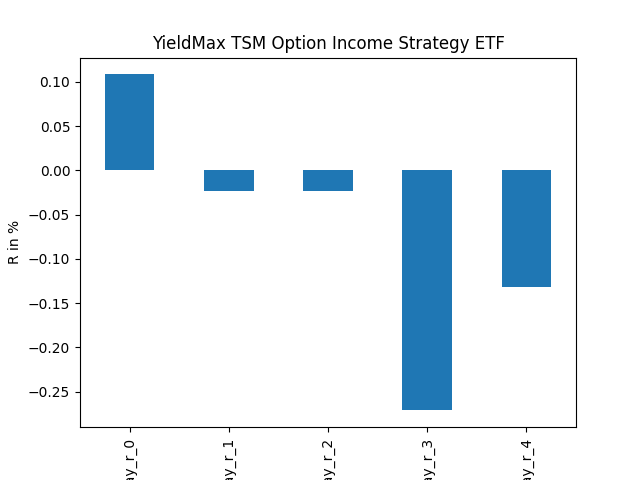 YieldMax TSM Option Income Strategy ETF
R in %
0.10
0.05
0.00
−0.05
−0.10
−0.15
−0.20
−0.25
ay_r_0
ay_r_1
ay_r_2
ay_r_3
ay_r_4